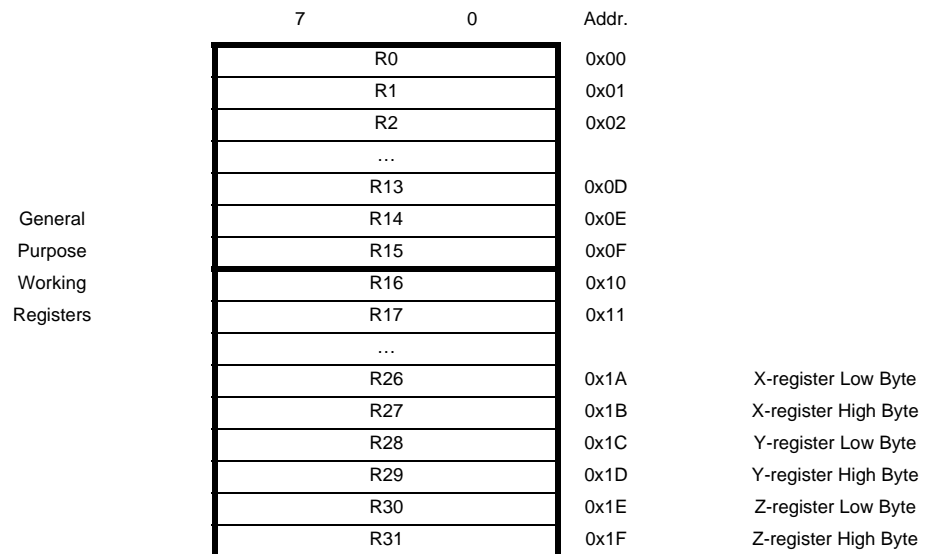 7 0 Addr.
R0 0x00
R1 0x01
R2 0x02
…
R13 0x0D
General R14 0x0E
Purpose R15 0x0F
Working R16 0x10
Registers R17 0x11
…
R26 0x1A X-register Low Byte
R27 0x1B X-register High Byte
R28 0x1C Y-register Low Byte
R29 0x1D Y-register High Byte
R30 0x1E Z-register Low Byte
R31 0x1F Z-register High Byte